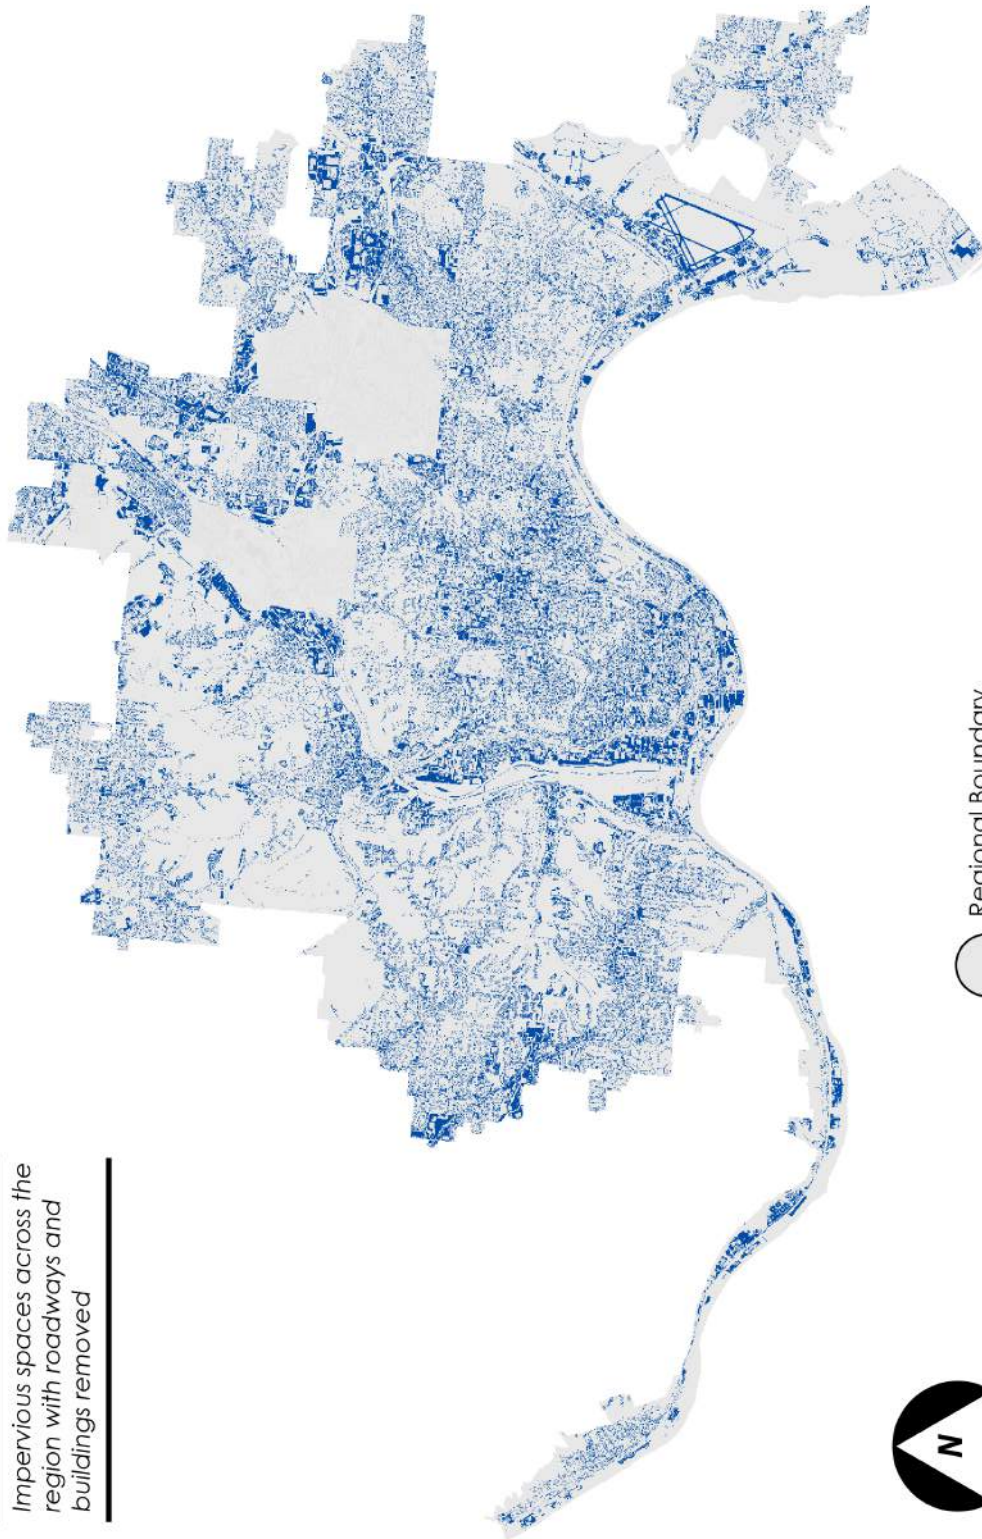 Impervious spaces across the
region with roadways and
buildings removed
Regional Boundary
N